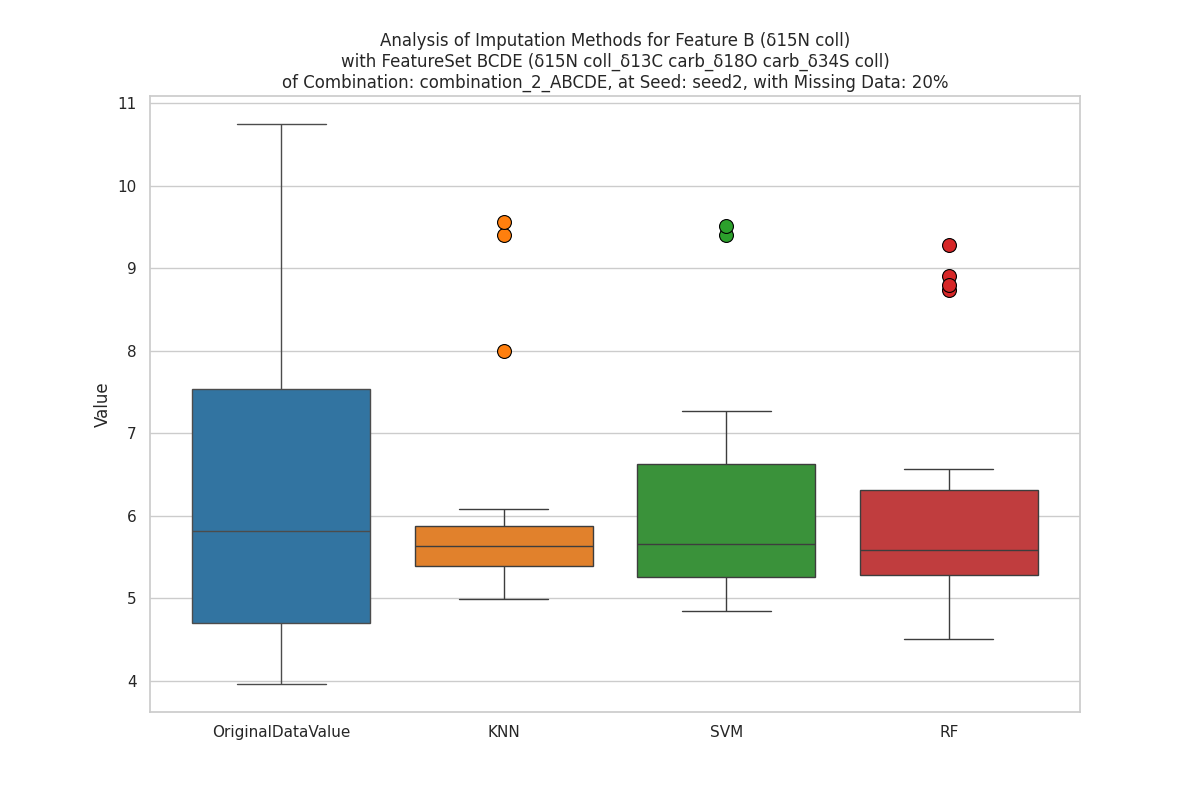 Analysis of Imputation Methods for Feature B (δ15N coll)
with FeatureSet BCDE (δ15N coll_δ13C carb_δ18O carb_δ34S coll)
of Combination: combination_2_ABCDE, at Seed: seed2, with Missing Data: 20%
11
10
9
8
7
6
5
4
Value
OriginalDataValue
KNN
SVM
RF